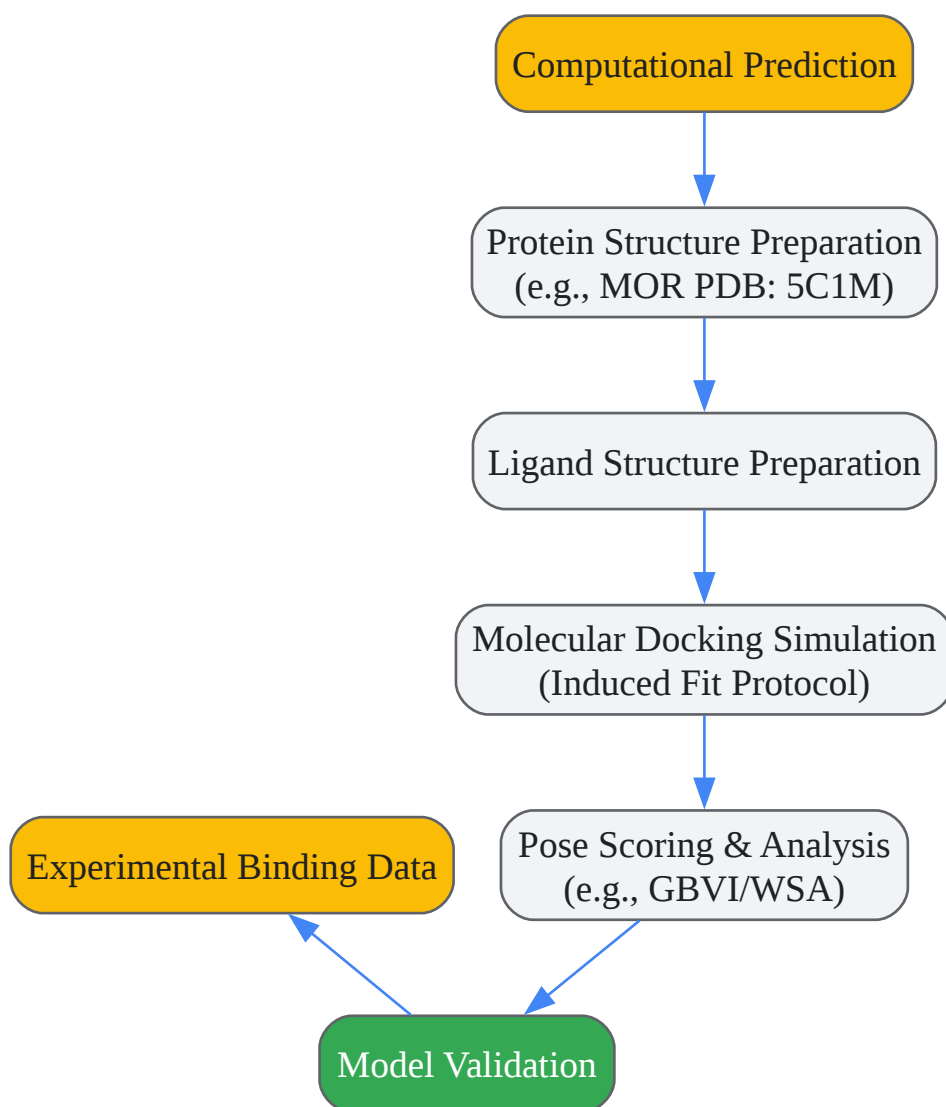 Computational Prediction
Protein Structure Preparation
(e.g., MOR PDB: 5C1M)
Ligand Structure Preparation
Molecular Docking Simulation
(Induced Fit Protocol)
Pose Scoring & Analysis
(e.g., GBVI/WSA)
Experimental Binding Data
Model Validation